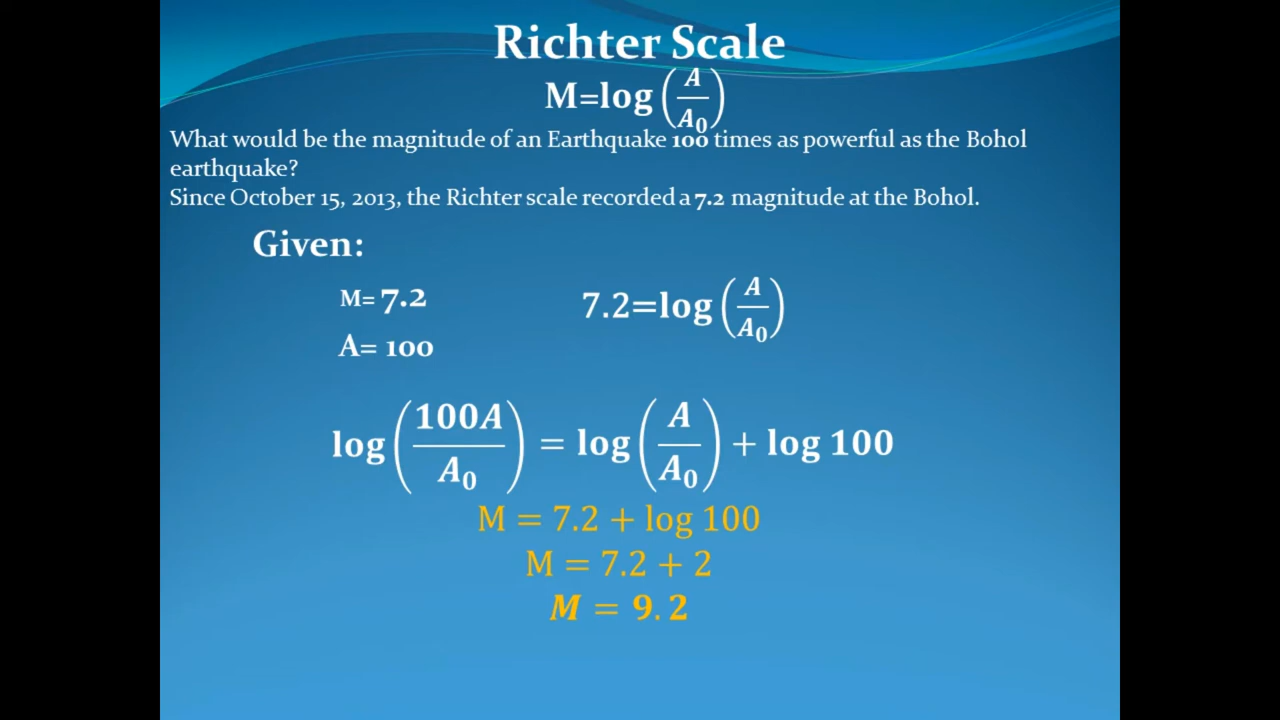 Richter Scale
M=log (A/A₀)
What would be the magnitude of an Earthquake 100 times as powerful as the Bohol
earthquake?
Since October 15, 2013, the Richter scale recorded a 7.2 magnitude at the Bohol.
Given:
M= 7.2
7.2=log (A/A₀)
A= 100
log (100A/A₀) = log (A/A₀) + log 100
M = 7.2 + log 100
M = 7.2 + 2
M = 9.2